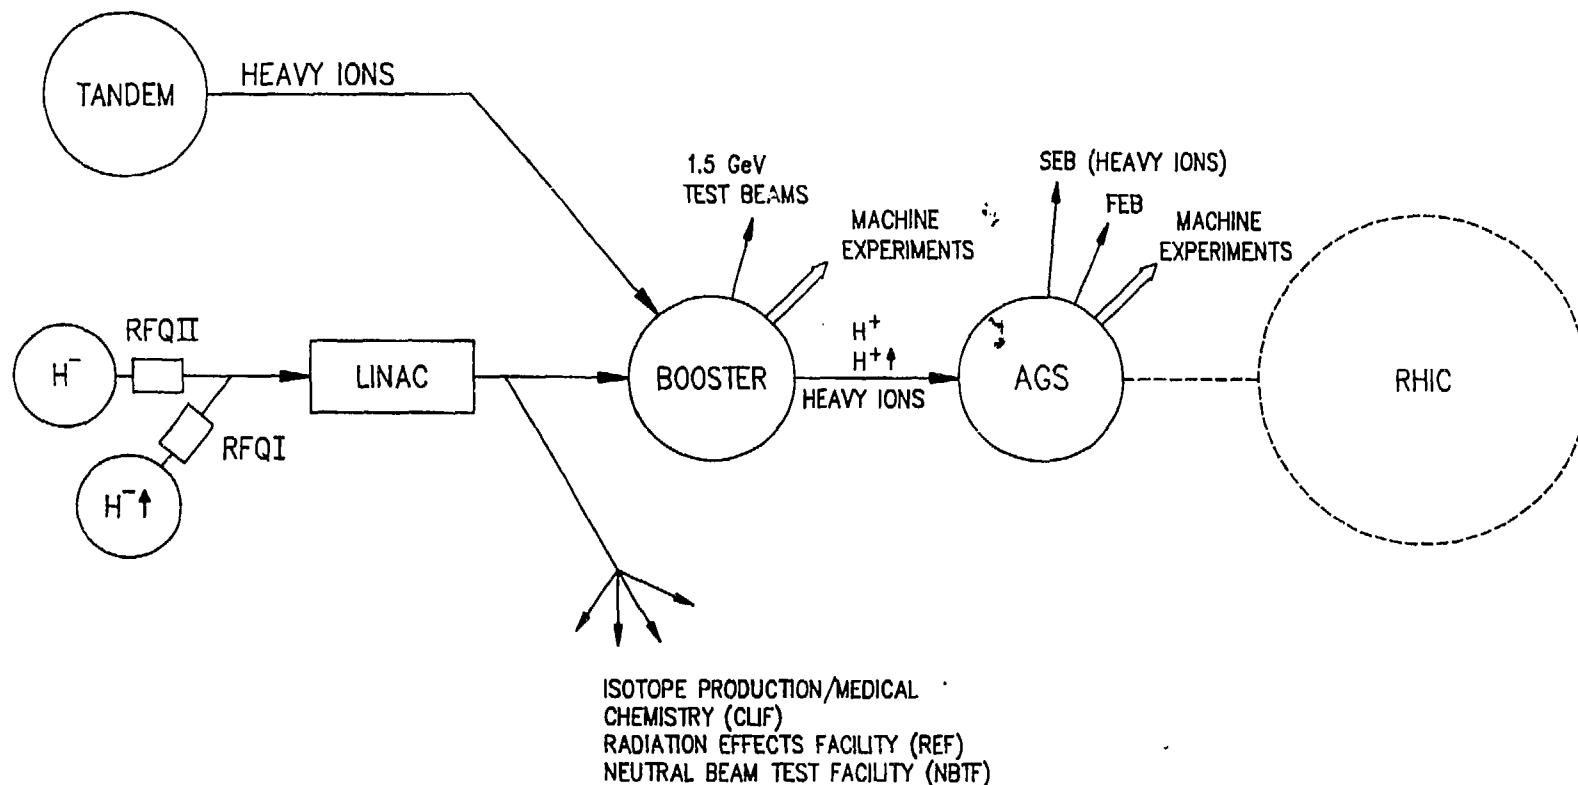 TANDEM
HEAVY IONS
1.5 GeV
TEST BEAMS
MACHINE
EXPERIMENTS
SEB (HEAVY IONS)
FEB
MACHINE
EXPERIMENTS
H⁻
RFQII
LINAC
BOOSTER
H⁺
H⁺↑
HEAVY IONS
AGS
RHIC
RFQI
H⁻↑
ISOTOPE PRODUCTION/MEDICAL
CHEMISTRY (CLIF)
RADIATION EFFECTS FACILITY (REF)
NEUTRAL BEAM TEST FACILITY (NBTF)